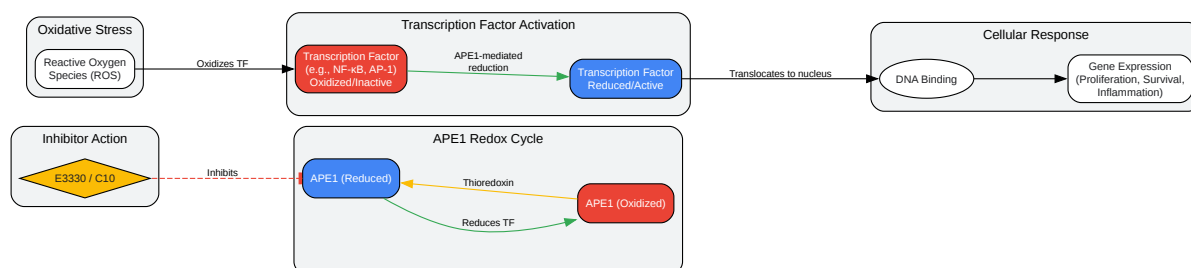 Oxidative Stress
Reactive Oxygen
Species (ROS)
Oxidizes TF
Transcription Factor Activation
Transcription Factor
(e.g., NF-κB, AP-1)
Oxidized/Inactive
APE1-mediated
reduction
Transcription Factor
Reduced/Active
Translocates to nucleus
Cellular Response
DNA Binding
Gene Expression
(Proliferation, Survival,
Inflammation)
Inhibitor Action
E3330 / C10
Inhibits
APE1 Redox Cycle
APE1 (Reduced)
Thioredoxin
APE1 (Oxidized)
Reduces TF